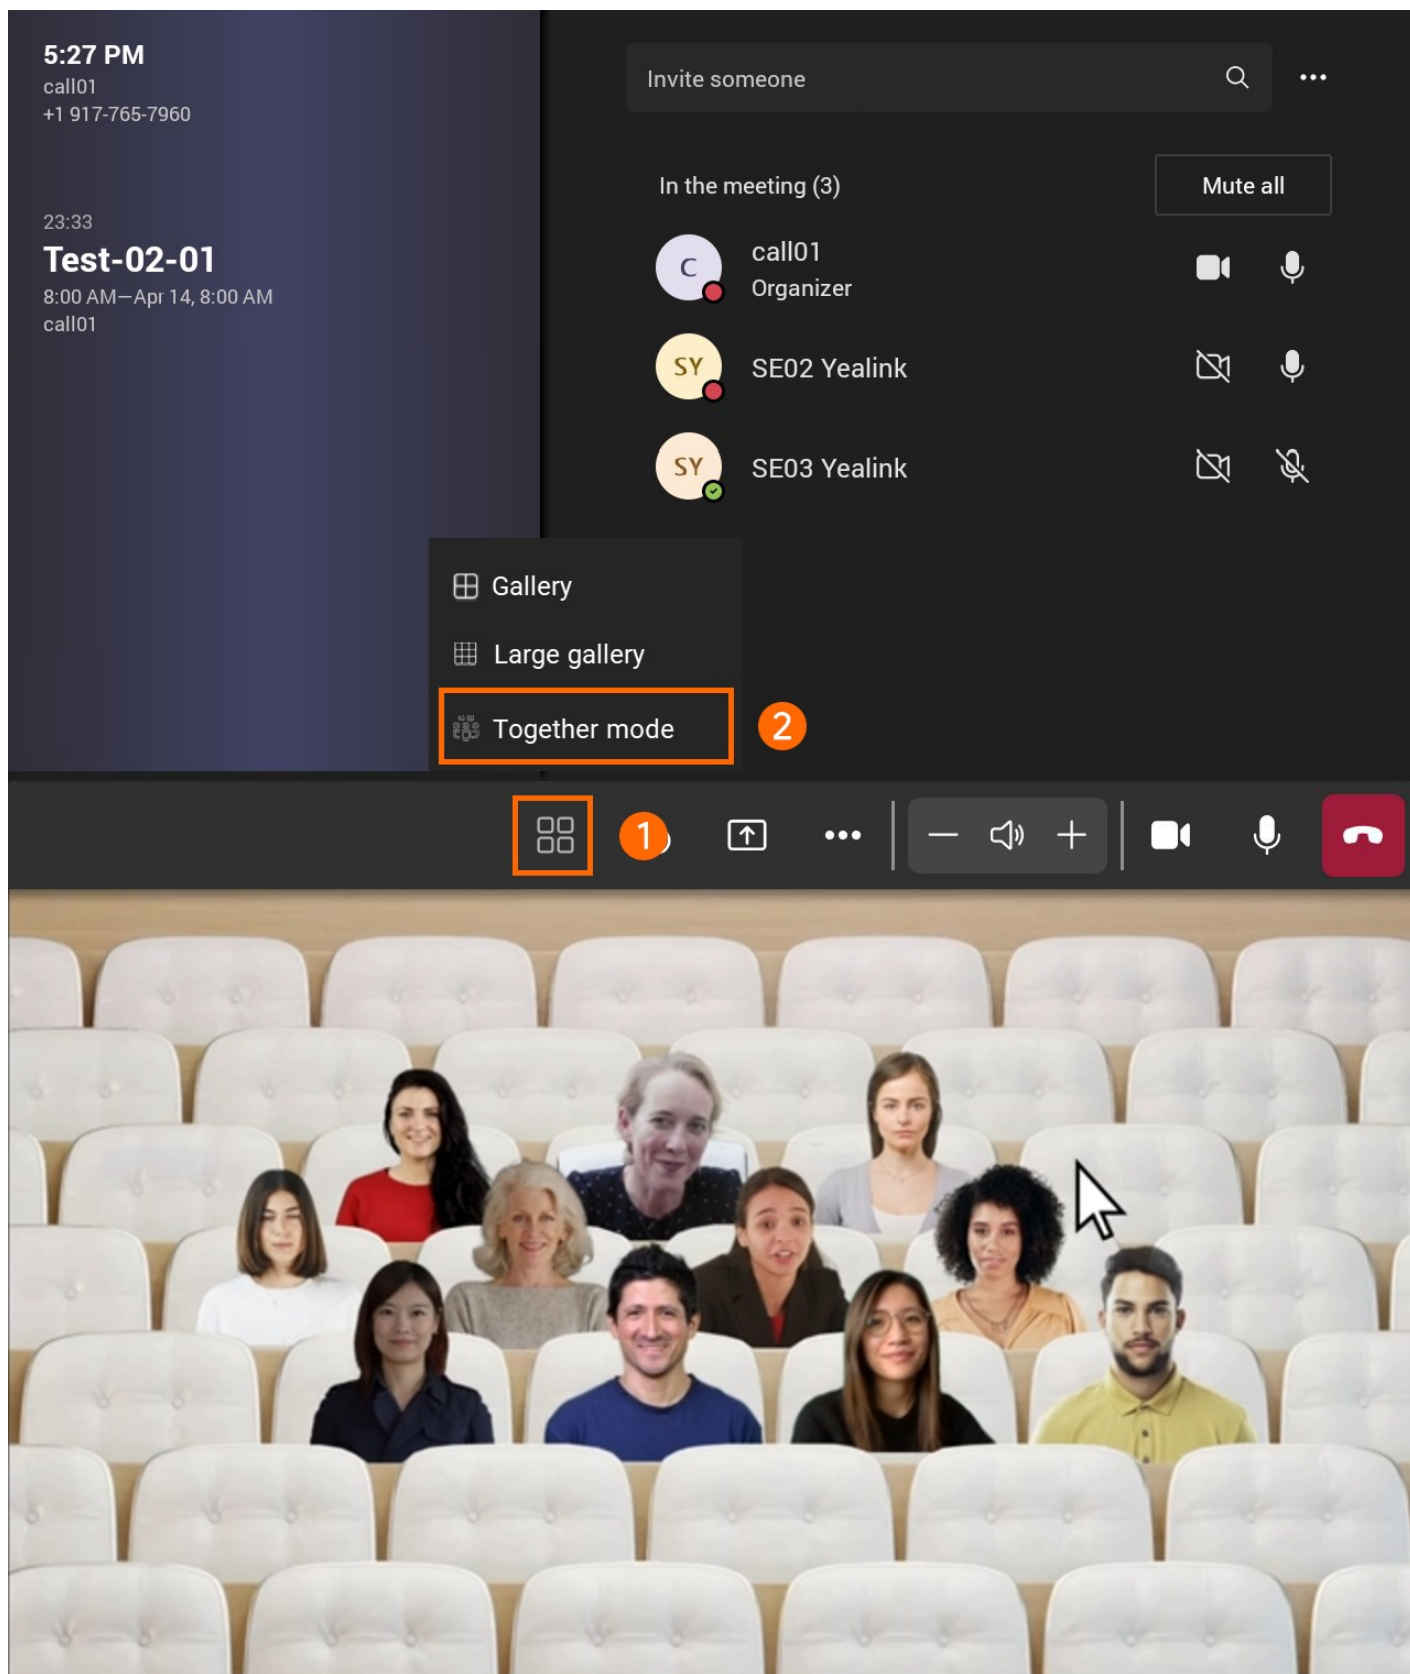 5:27 PM
call01
+1 917-765-7960
23:33
Test-02-01
8:00 AM—Apr 14, 8:00 AM
call01
Invite someone
In the meeting (3)
Mute all
C
call01
Organizer
SY
SE02 Yealink
SY
SE03 Yealink
Gallery
Large gallery
Together mode
2
1